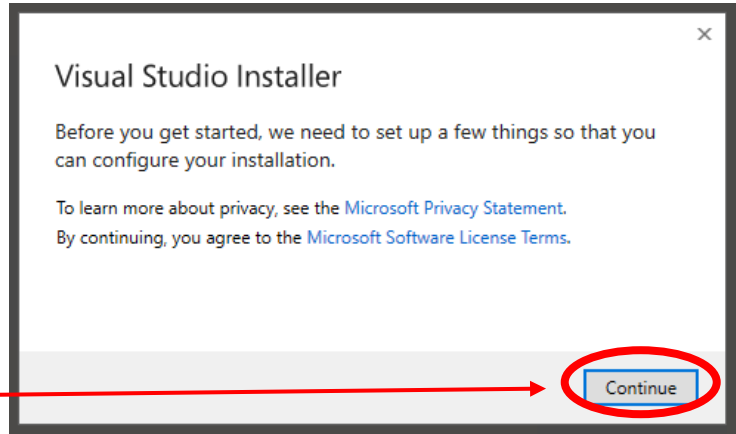 Visual Studio Installer
Before you get started, we need to set up a few things so that you
can configure your installation.
To learn more about privacy, see the Microsoft Privacy Statement.
By continuing, you agree to the Microsoft Software License Terms.
Continue